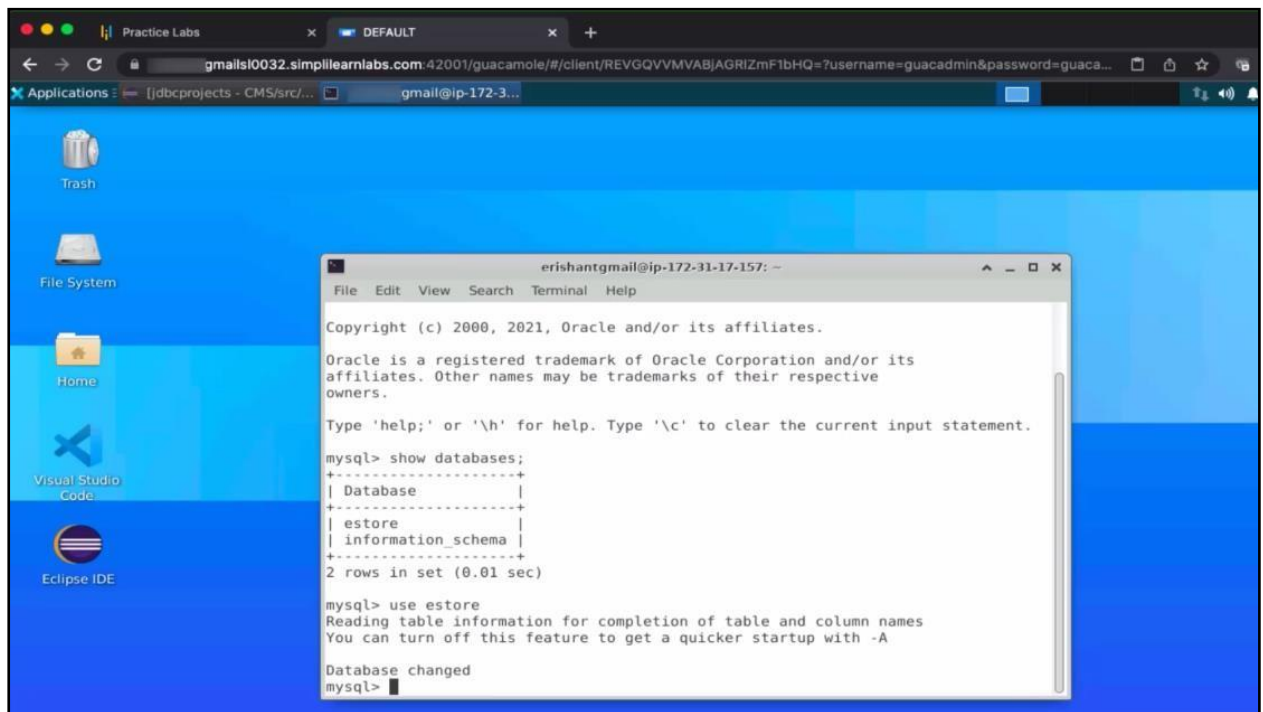 Practice Labs
DEFAULT
gmailsl0032.simplilearnlabs.com:42001/guacamole/#/client/REVGQVVMVABjAGRlZmF1bHQ=?username=guacadmin&password=guaca...
Applications
[jdbcprojects - CMS/src/...
gmail@ip-172-3...
Trash
File System
Home
Visual Studio
Code
Eclipse IDE
erishantgmail@ip-172-31-17-157: ~
File Edit View Search Terminal Help
Copyright (c) 2000, 2021, Oracle and/or its affiliates.
Oracle is a registered trademark of Oracle Corporation and/or its
affiliates. Other names may be trademarks of their respective
owners.
Type 'help;' or '\h' for help. Type '\c' to clear the current input statement.
mysql> show databases;
+--------------------+
| Database           |
+--------------------+
| estore             |
| information_schema |
+--------------------+
2 rows in set (0.01 sec)
mysql> use estore
Reading table information for completion of table and column names
You can turn off this feature to get a quicker startup with -A
Database changed
mysql>